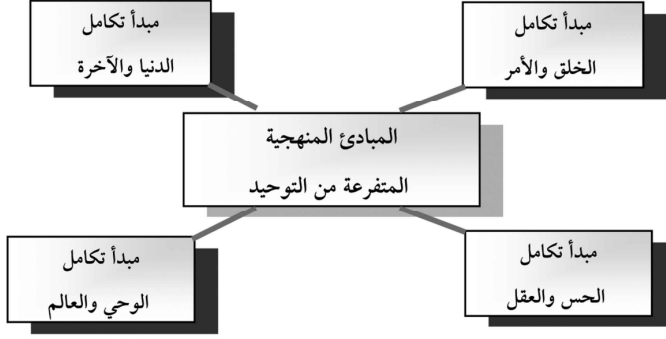 مبدأ تكامل
الخلق والأمر
مبدأ تكامل
الدنيا والآخرة
المبادئ المنهجية
المتفرعة من التوحيد
مبدأ تكامل
الحس والعقل
مبدأ تكامل
الوحي والعالم